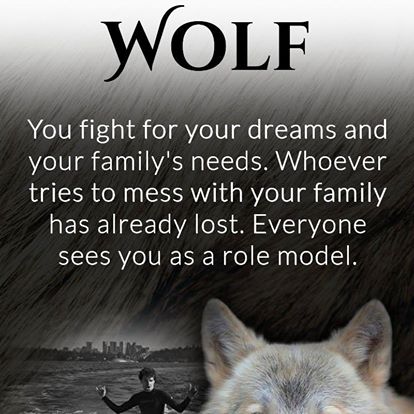 WOLF
You fight for your dreams and
your family's needs. Whoever
tries to mess with your family
has already lost. Everyone
sees you as a role model.